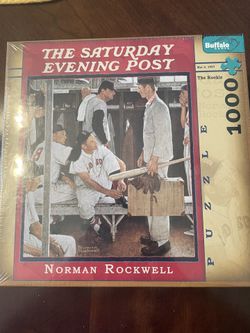 THE SATURDAY
EVENING POST
Buffalo
The Rookie
1000
PUZZLE
NORMAN ROCKWELL